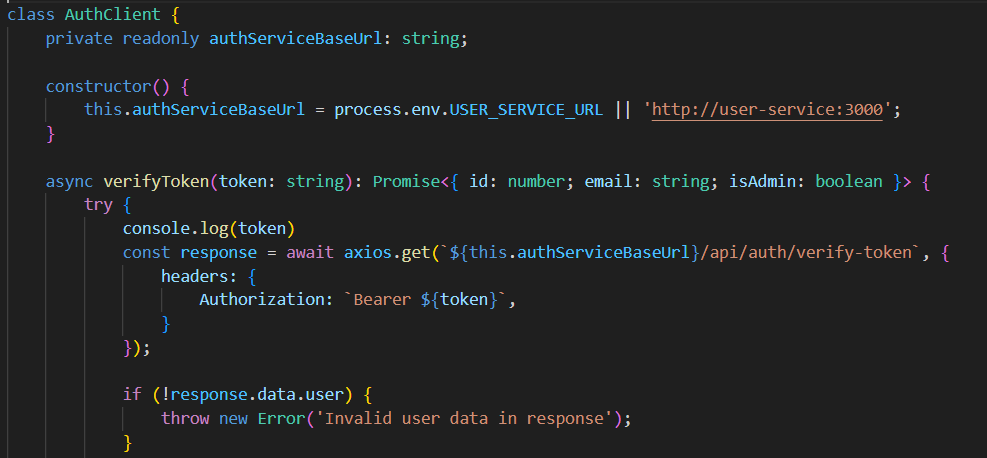 class AuthClient {
    private readonly authServiceBaseUrl: string;

    constructor() {
        this.authServiceBaseUrl = process.env.USER_SERVICE_URL || 'http://user-service:3000';
    }

    async verifyToken(token: string): Promise<{ id: number; email: string; isAdmin: boolean }> {
        try {
            console.log(token)
            const response = await axios.get(`${this.authServiceBaseUrl}/api/auth/verify-token`, {
                headers: {
                    Authorization: `Bearer ${token}`,
                }
            });

            if (!response.data.user) {
                throw new Error('Invalid user data in response');
            }